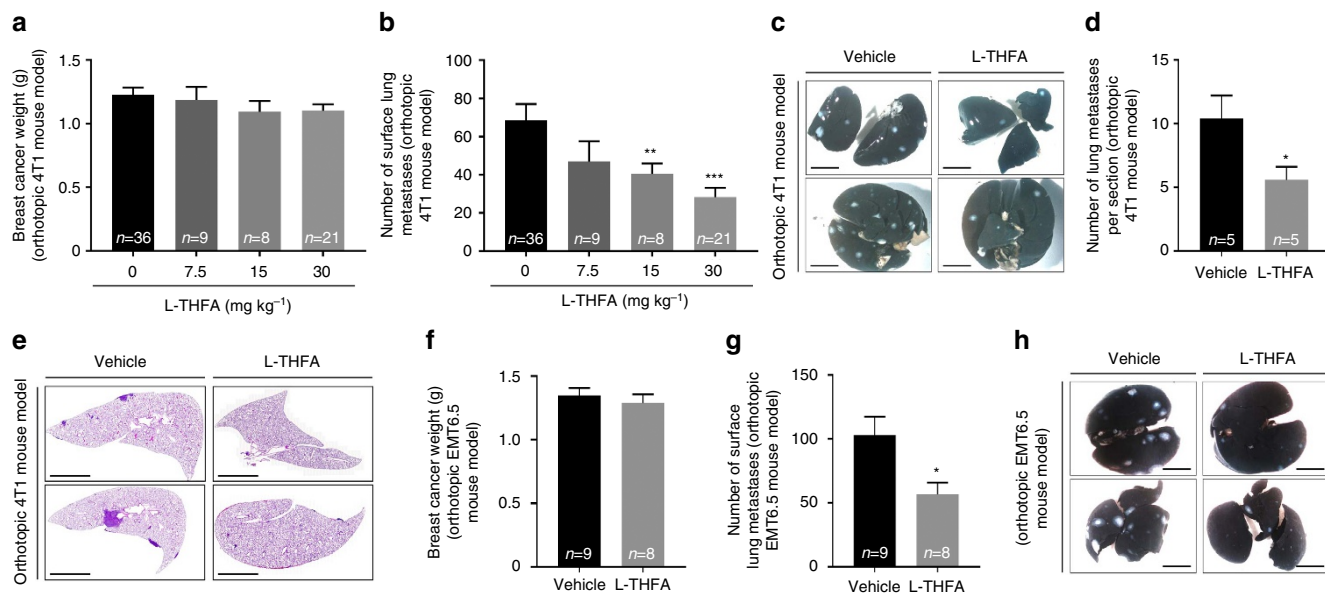 a
Breast cancer weight (g)
(orthotopic 4T1 mouse model)
1.5
1.0
0.5
0
n=36
n=9
n=8
n=21
0
7.5
15
30
L-THFA (mg kg⁻¹)
b
Number of surface lung
metastases (orthotopic
4T1 mouse model)
100
80
60
40
20
0
**
***
n=36
n=9
n=8
n=21
0
7.5
15
30
L-THFA (mg kg⁻¹)
c
Vehicle
L-THFA
Orthotopic 4T1 mouse model
d
Number of lung metastases
per section (orthotopic
4T1 mouse model)
15
10
5
0
*
n=5
n=5
Vehicle
L-THFA
e
Vehicle
L-THFA
Orthotopic 4T1 mouse model
f
Breast cancer weight (g)
(orthotopic EMT6.5
mouse model)
1.5
1.0
0.5
0
n=9
n=8
Vehicle
L-THFA
g
Number of surface
lung metastases (orthotopic
EMT6.5 mouse model)
150
100
50
0
*
n=9
n=8
Vehicle
L-THFA
h
Vehicle
L-THFA
(orthotopic EMT6.5
mouse model)